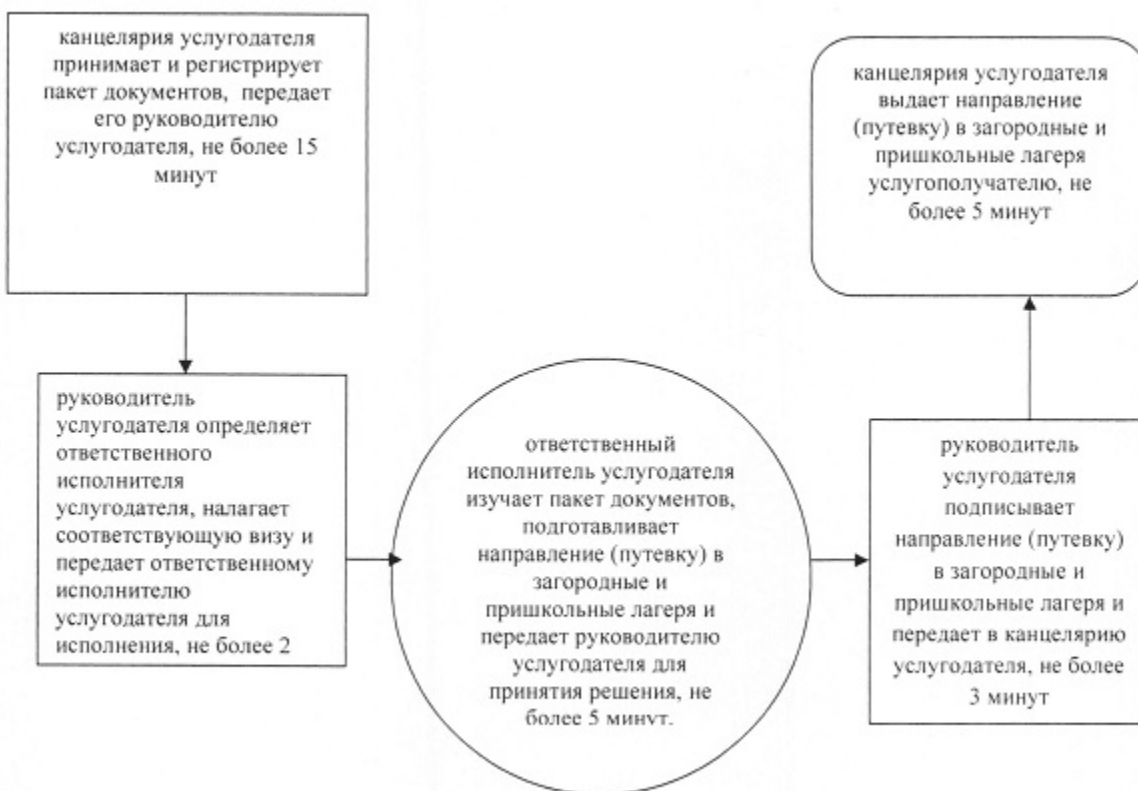 канцелярия услугодателя
принимает и регистрирует
пакет документов, передает
его руководителю
услугодателя, не более 15
минут
руководитель
услугодателя определяет
ответственного
исполнителя
услугодателя, налагает
соответствующую визу и
передает ответственному
исполнителю
услугодателя для
исполнения, не более 2
ответственный
исполнитель услугодателя
изучает пакет документов,
подготавливает
направление (путевку) в
загородные и
пришкольные лагеря и
передает руководителю
услугодателя для
принятия решения, не
более 5 минут.
руководитель
услугодателя
подписывает
направление (путевку)
в загородные и
пришкольные лагеря и
передает в канцелярию
услугодателя, не более
3 минут
канцелярия услугодателя
выдает направление
(путевку) в загородные и
пришкольные лагеря
услугополучателю, не
более 5 минут